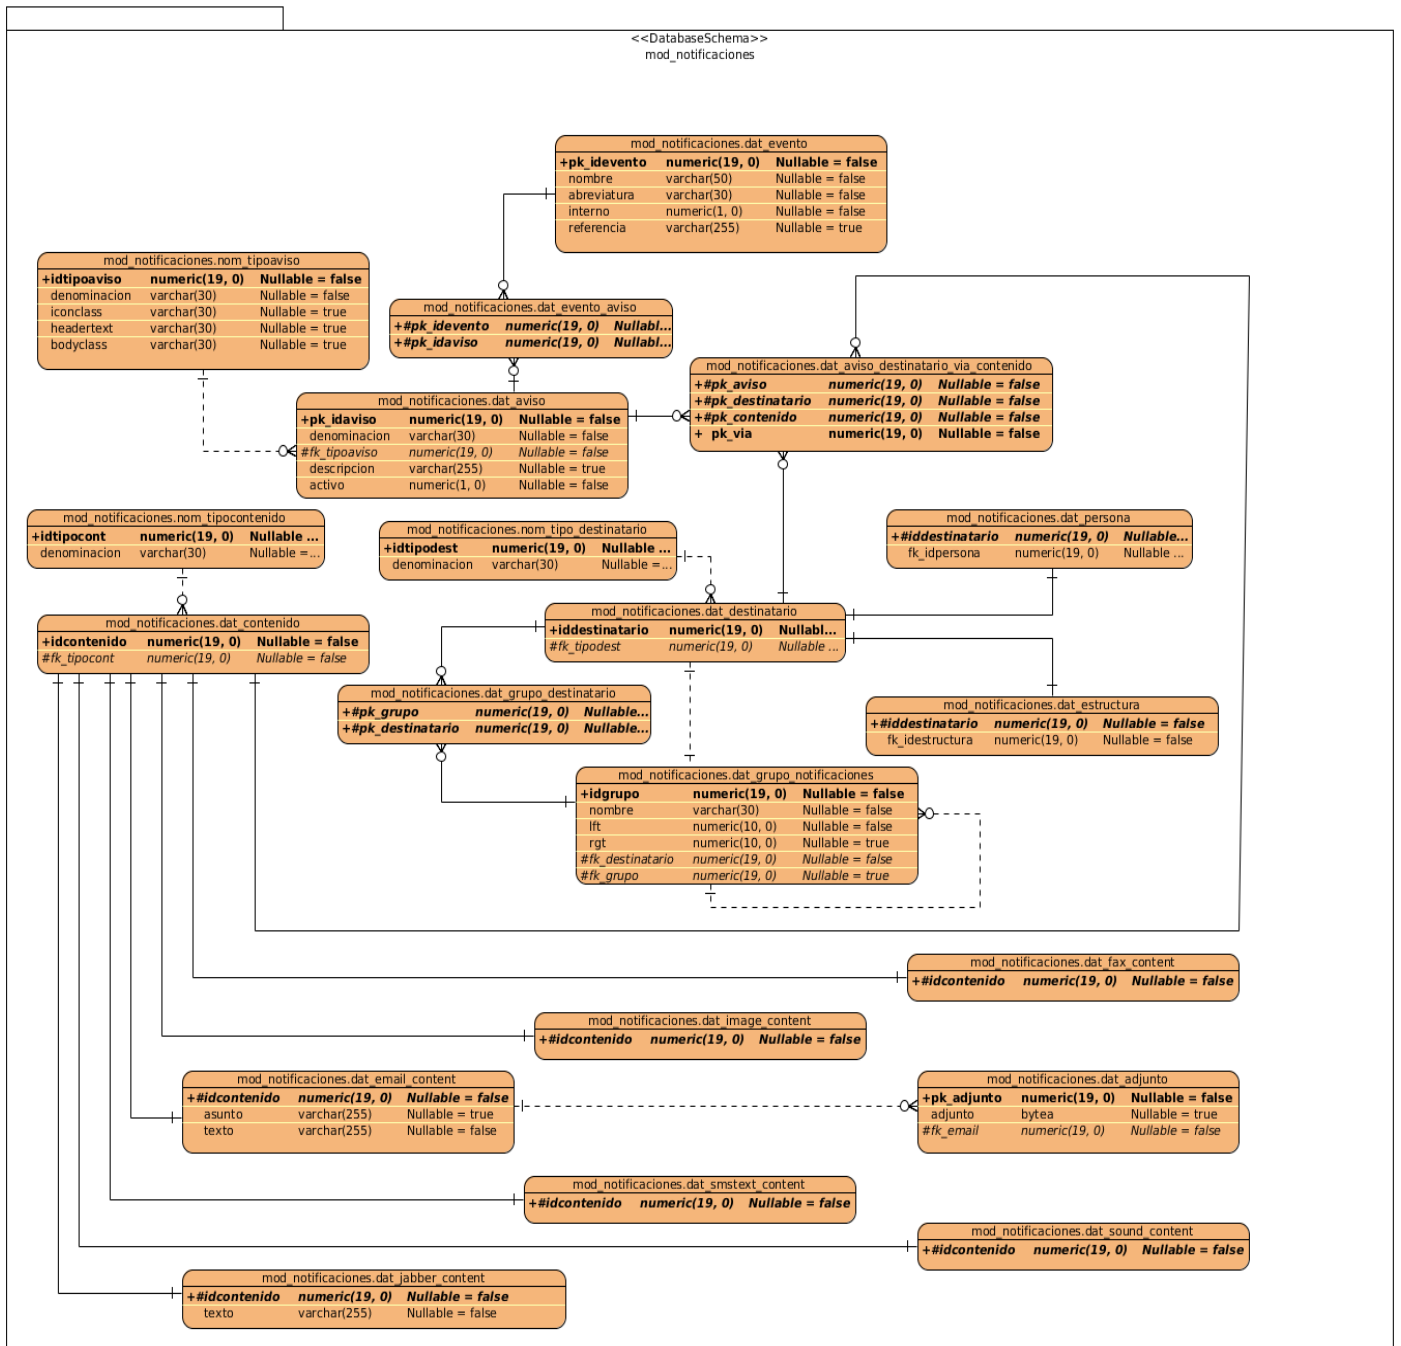 <<DatabaseSchema>>
mod_notificaciones
mod_notificaciones.dat_evento
+pk_idevento numeric(19, 0) Nullable = false
nombre varchar(50) Nullable = false
abreviatura varchar(30) Nullable = false
interno numeric(1, 0) Nullable = false
referencia varchar(255) Nullable = true
mod_notificaciones.nom_tipoaviso
+idtipoaviso numeric(19, 0) Nullable = false
denominacion varchar(30) Nullable = false
iconclass varchar(30) Nullable = true
headertext varchar(30) Nullable = true
bodyclass varchar(30) Nullable = true
mod_notificaciones.dat_evento_aviso
+#pk_idevento numeric(19, 0) Nullabl...
+#pk_idaviso numeric(19, 0) Nullabl...
mod_notificaciones.dat_aviso_destinatario_via_contenido
+#pk_aviso numeric(19, 0) Nullable = false
+#pk_destinatario numeric(19, 0) Nullable = false
+#pk_contenido numeric(19, 0) Nullable = false
+ pk_via numeric(19, 0) Nullable = false
mod_notificaciones.dat_aviso
+pk_idaviso numeric(19, 0) Nullable = false
denominacion varchar(30) Nullable = false
#fk_tipoaviso numeric(19, 0) Nullable = false
descripcion varchar(255) Nullable = true
activo numeric(1, 0) Nullable = false
mod_notificaciones.nom_tipocontenido
+idtipocont numeric(19, 0) Nullable ...
denominacion varchar(30) Nullable =...
mod_notificaciones.nom_tipo_destinatario
+idtipodest numeric(19, 0) Nullable ...
denominacion varchar(30) Nullable =...
mod_notificaciones.dat_persona
+#iddestinatario numeric(19, 0) Nullable...
fk_idpersona numeric(19, 0) Nullable ...
mod_notificaciones.dat_contenido
+idcontenido numeric(19, 0) Nullable = false
#fk_tipocont numeric(19, 0) Nullable = false
mod_notificaciones.dat_destinatario
+iddestinatario numeric(19, 0) Nullabl...
#fk_tipodest numeric(19, 0) Nullable ...
mod_notificaciones.dat_grupo_destinatario
+#pk_grupo numeric(19, 0) Nullable...
+#pk_destinatario numeric(19, 0) Nullable...
mod_notificaciones.dat_estructura
+#iddestinatario numeric(19, 0) Nullable = false
fk_idestructura numeric(19, 0) Nullable = false
mod_notificaciones.dat_grupo_notificaciones
+idgrupo numeric(19, 0) Nullable = false
nombre varchar(30) Nullable = false
lft numeric(10, 0) Nullable = false
rgt numeric(10, 0) Nullable = true
#fk_destinatario numeric(19, 0) Nullable = false
#fk_grupo numeric(19, 0) Nullable = true
mod_notificaciones.dat_fax_content
+#idcontenido numeric(19, 0) Nullable = false
mod_notificaciones.dat_image_content
+#idcontenido numeric(19, 0) Nullable = false
mod_notificaciones.dat_email_content
+#idcontenido numeric(19, 0) Nullable = false
asunto varchar(255) Nullable = true
texto varchar(255) Nullable = false
mod_notificaciones.dat_adjunto
+pk_adjunto numeric(19, 0) Nullable = false
adjunto bytea Nullable = true
#fk_email numeric(19, 0) Nullable = false
mod_notificaciones.dat_smstext_content
+#idcontenido numeric(19, 0) Nullable = false
mod_notificaciones.dat_sound_content
+#idcontenido numeric(19, 0) Nullable = false
mod_notificaciones.dat_jabber_content
+#idcontenido numeric(19, 0) Nullable = false
texto varchar(255) Nullable = false